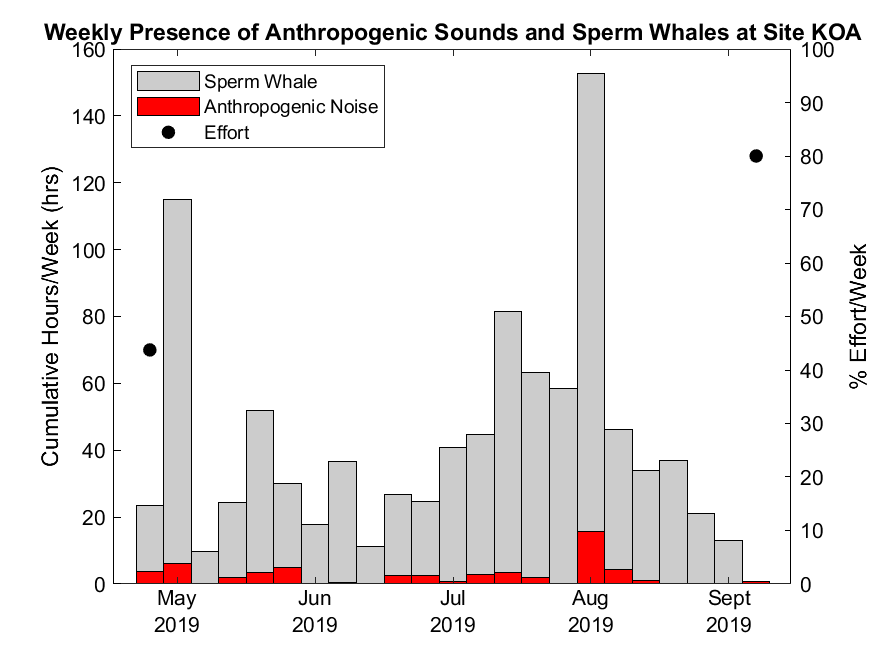 Weekly Presence of Anthropogenic Sounds and Sperm Whales at Site KOA
Sperm Whale
Anthropogenic Noise
Effort
Cumulative Hours/Week (hrs)
160
140
120
100
80
60
40
20
0
100
90
80
70
60
50
40
30
20
10
0
% Effort/Week
May Jun Jul Aug Sept
2019 2019 2019 2019 2019